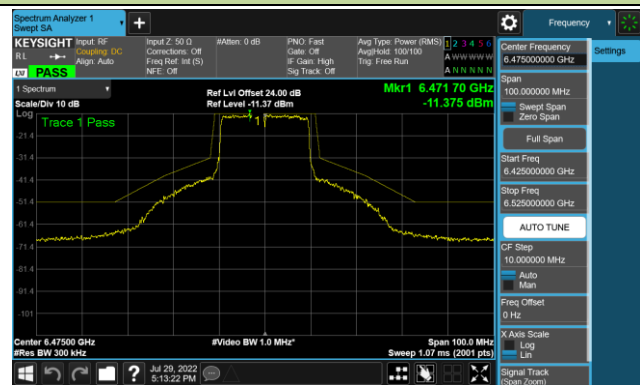 Spectrum Analyzer 1
Swept SA
+
Frequency
KEYSIGHT
RL
Input: RF
Coupling: DC
Align: Auto
Input Z: 50 Ω
Corrections: Off
Freq Ref: Int (S)
NFE: Off
#Atten: 0 dB
PNO: Fast
Gate: Off
IF Gain: High
Sig Track: Off
Avg Type: Power (RMS)
Avg|Hold: 100/100
Trig: Free Run
1 2 3 4 5 6
A W W W W W
A N N N N N
LXI
PASS
1 Spectrum
Scale/Div 10 dB
Ref Lvl Offset 24.00 dB
Ref Level -11.37 dBm
Mkr1 6.471 70 GHz
-11.375 dBm
Log
Trace 1 Pass
1
-21.4
-31.4
-41.4
-51.4
-61.4
-71.4
-81.4
-91.4
-101
Center 6.47500 GHz
#Res BW 300 kHz
#Video BW 1.0 MHz*
Span 100.0 MHz
Sweep 1.07 ms (2001 pts)
Jul 29, 2022
5:13:22 PM
?
Center Frequency
6.475000000 GHz
Settings
Span
100.000000 MHz
Swept Span
Zero Span
Full Span
Start Freq
6.425000000 GHz
Stop Freq
6.525000000 GHz
AUTO TUNE
CF Step
10.000000 MHz
Auto
Man
Freq Offset
0 Hz
X Axis Scale
Log
Lin
Signal Track
(Span Zoom)